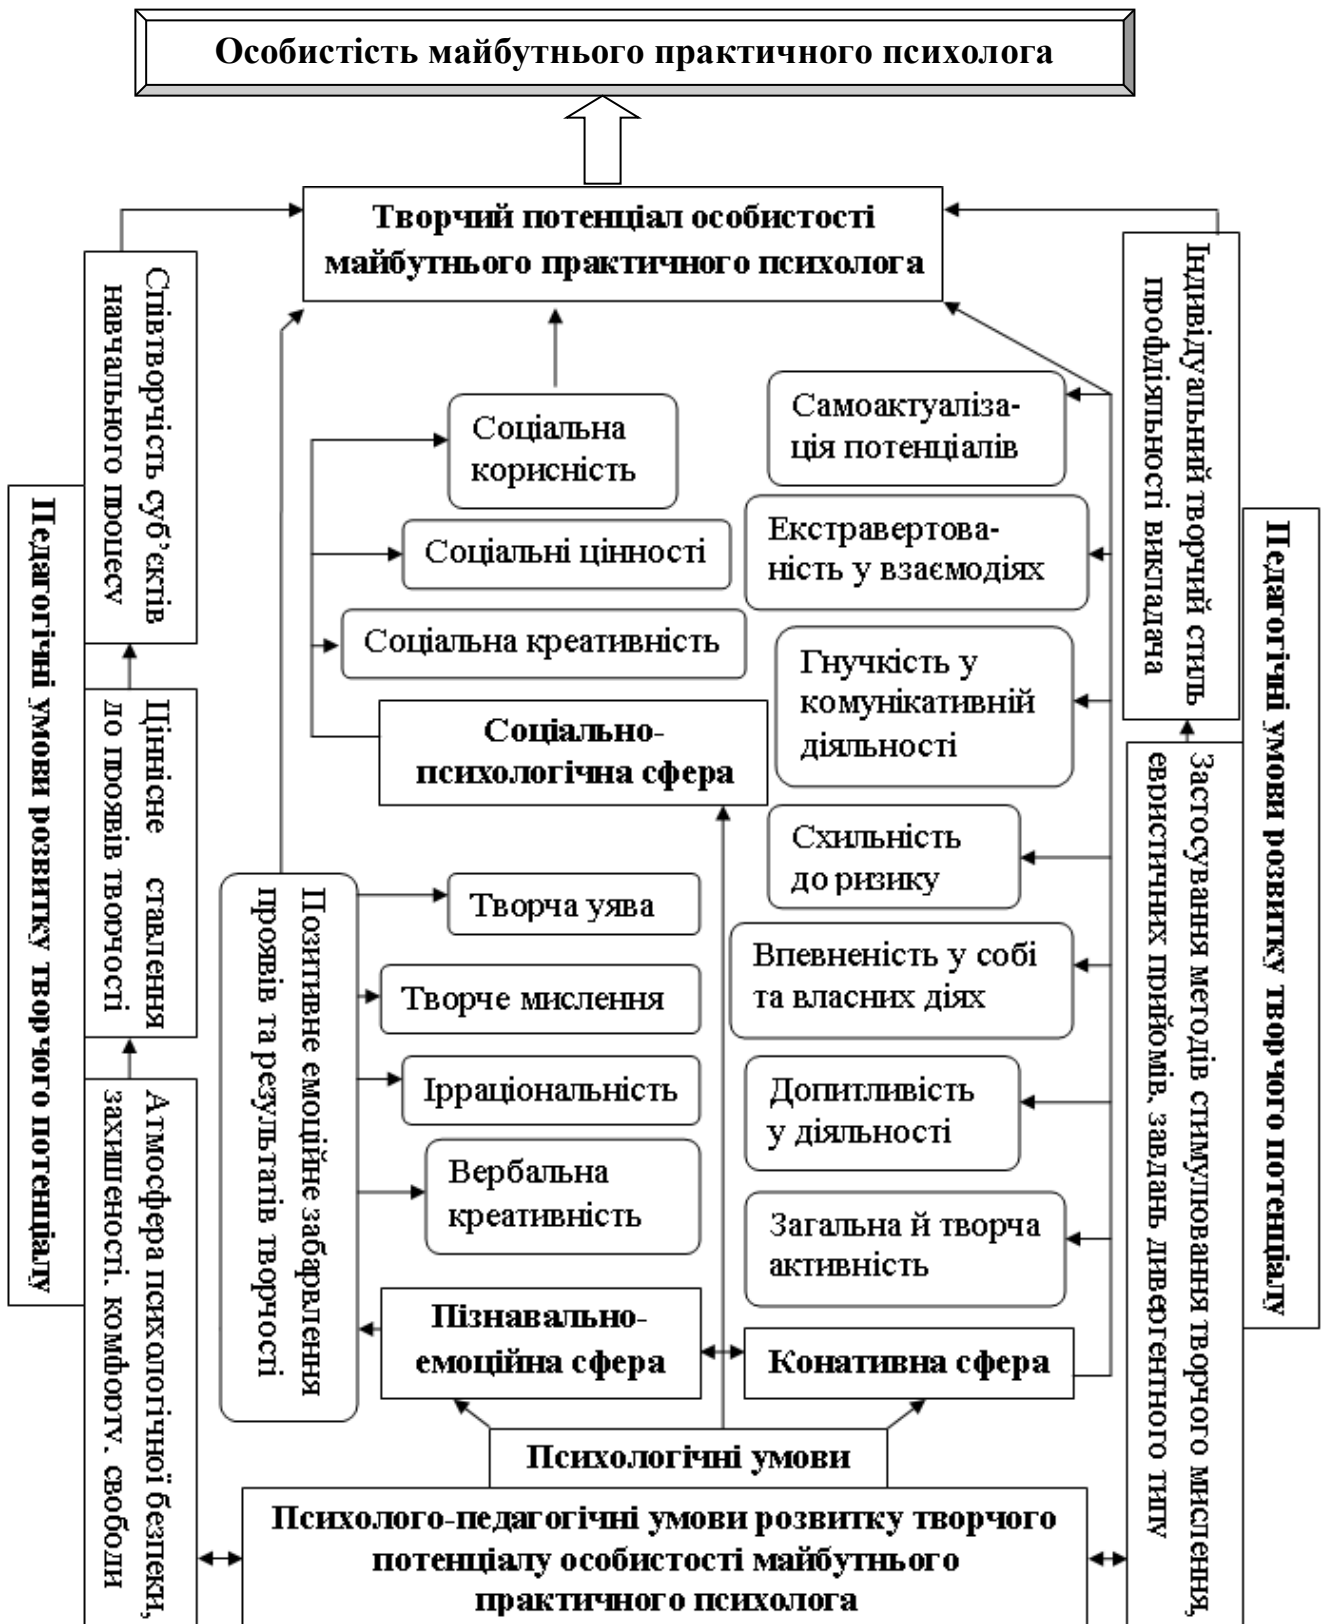 Особистість майбутнього практичного психолога
Творчий потенціал особистості
майбутнього практичного психолога
Педагогічні умови розвитку творчого потенціалу
Співтворчість суб’єктів
навчального процесу
Ціннісне ставлення
до проявів творчості
Атмосфера психологічної безпеки,
захищеності, комфорту, свободи
Соціальна
корисність
Соціальні цінності
Соціальна креативність
Соціально-
психологічна сфера
Позитивне емоційне забарвлення
проявів та результатів творчості
Творча уява
Творче мислення
Ірраціональність
Вербальна
креативність
Пізнавально-
емоційна сфера
Самоактуаліза-
ція потенціалів
Екстравертова-
ність у взаємодіях
Гнучкість у
комунікативній
діяльності
Схильність
до ризику
Впевненість у собі
та власних діях
Допитливість
у діяльності
Загальна й творча
активність
Конативна сфера
Індивідуальний творчий стиль
профдіяльності викладача
Застосування методів стимулювання творчого мислення,
евристичних прийомів, завдань дивергентного типу
Педагогічні умови розвитку творчого потенціалу
Психологічні умови
Психолого-педагогічні умови розвитку творчого
потенціалу особистості майбутнього
практичного психолога